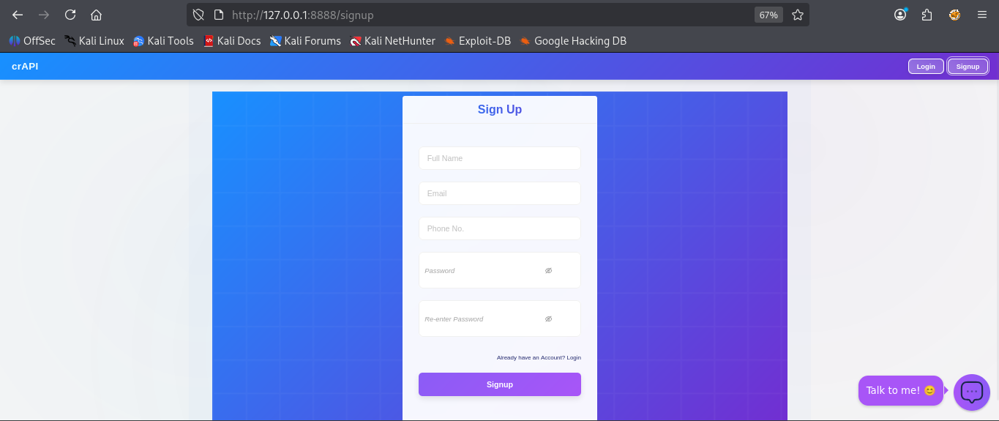 http://127.0.0.1:8888/signup
67%
OffSec Kali Linux Kali Tools Kali Docs Kali Forums Kali NetHunter Exploit-DB Google Hacking DB
crAPI Login Signup
Sign Up
Full Name
Email
Phone No.
Password
Re-enter Password
Already have an Account? Login
Signup
Talk to me! 😊